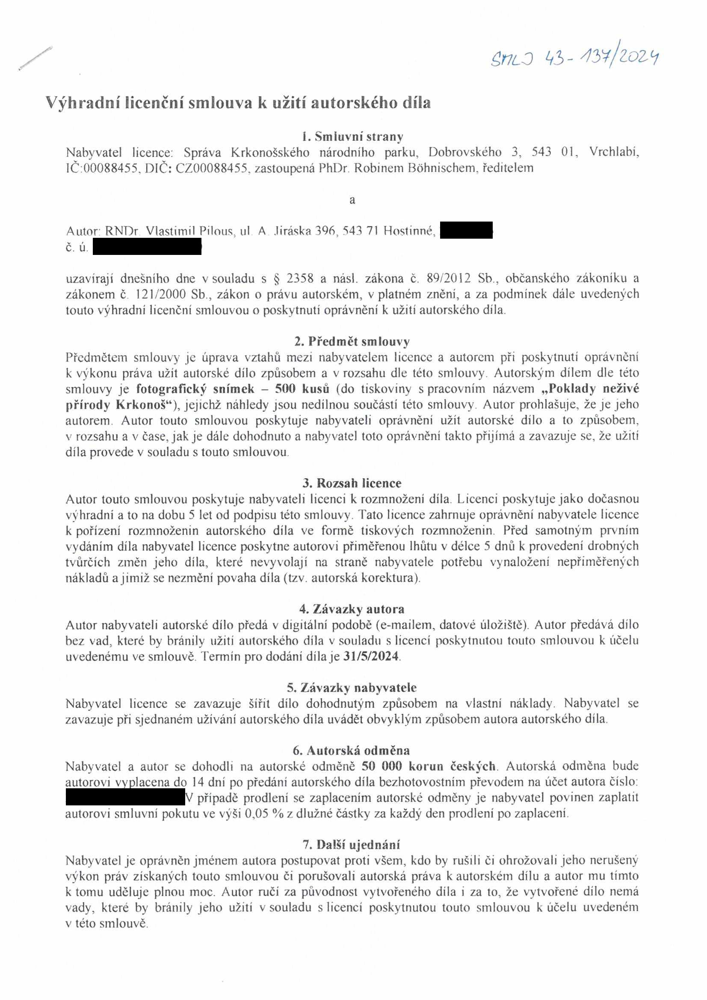 SMLJ 43-137/2024
Výhradní licenční smlouva k užití autorského díla
1. Smluvní strany
Nabyvatel licence: Správa Krkonošského národního parku, Dobrovského 3, 543 01, Vrchlabí,
IČ:00088455, DIČ: CZ00088455, zastoupená PhDr. Robinem Böhnischem, ředitelem
a
Autor: RNDr. Vlastimil Pilous, ul. A. Jiráska 396, 543 71 Hostinné,
č. ú.
uzavírají dnešního dne v souladu s § 2358 a násl. zákona č. 89/2012 Sb., občanského zákoníku a
zákonem č. 121/2000 Sb., zákon o právu autorském, v platném znění, a za podmínek dále uvedených
touto výhradní licenční smlouvou o poskytnutí oprávnění k užití autorského díla.
2. Předmět smlouvy
Předmětem smlouvy je úprava vztahů mezi nabyvatelem licence a autorem při poskytnutí oprávnění
k výkonu práva užít autorské dílo způsobem a v rozsahu dle této smlouvy. Autorským dílem dle této
smlouvy je fotografický snímek – 500 kusů (do tiskoviny s pracovním názvem „Poklady neživé
přírody Krkonoš“), jejichž náhledy jsou nedílnou součástí této smlouvy. Autor prohlašuje, že je jeho
autorem. Autor touto smlouvou poskytuje nabyvateli oprávnění užít autorské dílo a to způsobem,
v rozsahu a v čase, jak je dále dohodnuto a nabyvatel toto oprávnění takto přijímá a zavazuje se, že užití
díla provede v souladu s touto smlouvou.
3. Rozsah licence
Autor touto smlouvou poskytuje nabyvateli licenci k rozmnožení díla. Licenci poskytuje jako dočasnou
výhradní a to na dobu 5 let od podpisu této smlouvy. Tato licence zahrnuje oprávnění nabyvatele licence
k pořízení rozmnoženin autorského díla ve formě tiskových rozmnoženin. Před samotným prvním
vydáním díla nabyvatel licence poskytne autorovi přiměřenou lhůtu v délce 5 dnů k provedení drobných
tvůrčích změn jeho díla, které nevyvolají na straně nabyvatele potřebu vynaložení nepřiměřených
nákladů a jimiž se nezmění povaha díla (tzv. autorská korektura).
4. Závazky autora
Autor nabyvateli autorské dílo předá v digitální podobě (e-mailem, datové úložiště). Autor předává dílo
bez vad, které by bránily užití autorského díla v souladu s licencí poskytnutou touto smlouvou k účelu
uvedenému ve smlouvě. Termín pro dodání díla je 31/5/2024.
5. Závazky nabyvatele
Nabyvatel licence se zavazuje šířit dílo dohodnutým způsobem na vlastní náklady. Nabyvatel se
zavazuje při sjednaném užívání autorského díla uvádět obvyklým způsobem autora autorského díla.
6. Autorská odměna
Nabyvatel a autor se dohodli na autorské odměně 50 000 korun českých. Autorská odměna bude
autorovi vyplacena do 14 dní po předání autorského díla bezhotovostním převodem na účet autora číslo:
V případě prodlení se zaplacením autorské odměny je nabyvatel povinen zaplatit
autorovi smluvní pokutu ve výši 0,05 % z dlužné částky za každý den prodlení po zaplacení.
7. Další ujednání
Nabyvatel je oprávněn jménem autora postupovat proti všem, kdo by rušili či ohrožovali jeho nerušený
výkon práv získaných touto smlouvou či porušovali autorská práva k autorském dílu a autor mu tímto
k tomu uděluje plnou moc. Autor ručí za původnost vytvořeného díla i za to, že vytvořené dílo nemá
vady, které by bránily jeho užití v souladu s licencí poskytnutou touto smlouvou k účelu uvedeném
v této smlouvě.